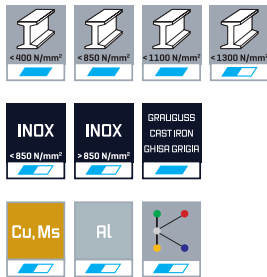 <400 N/mm²
<850 N/mm²
<1100 N/mm²
<1300 N/mm²
INOX
<850 N/mm²
INOX
>850 N/mm²
GRAUGUSS
CAST IRON
GHISA GRIGIA
Cu, Ms
Al